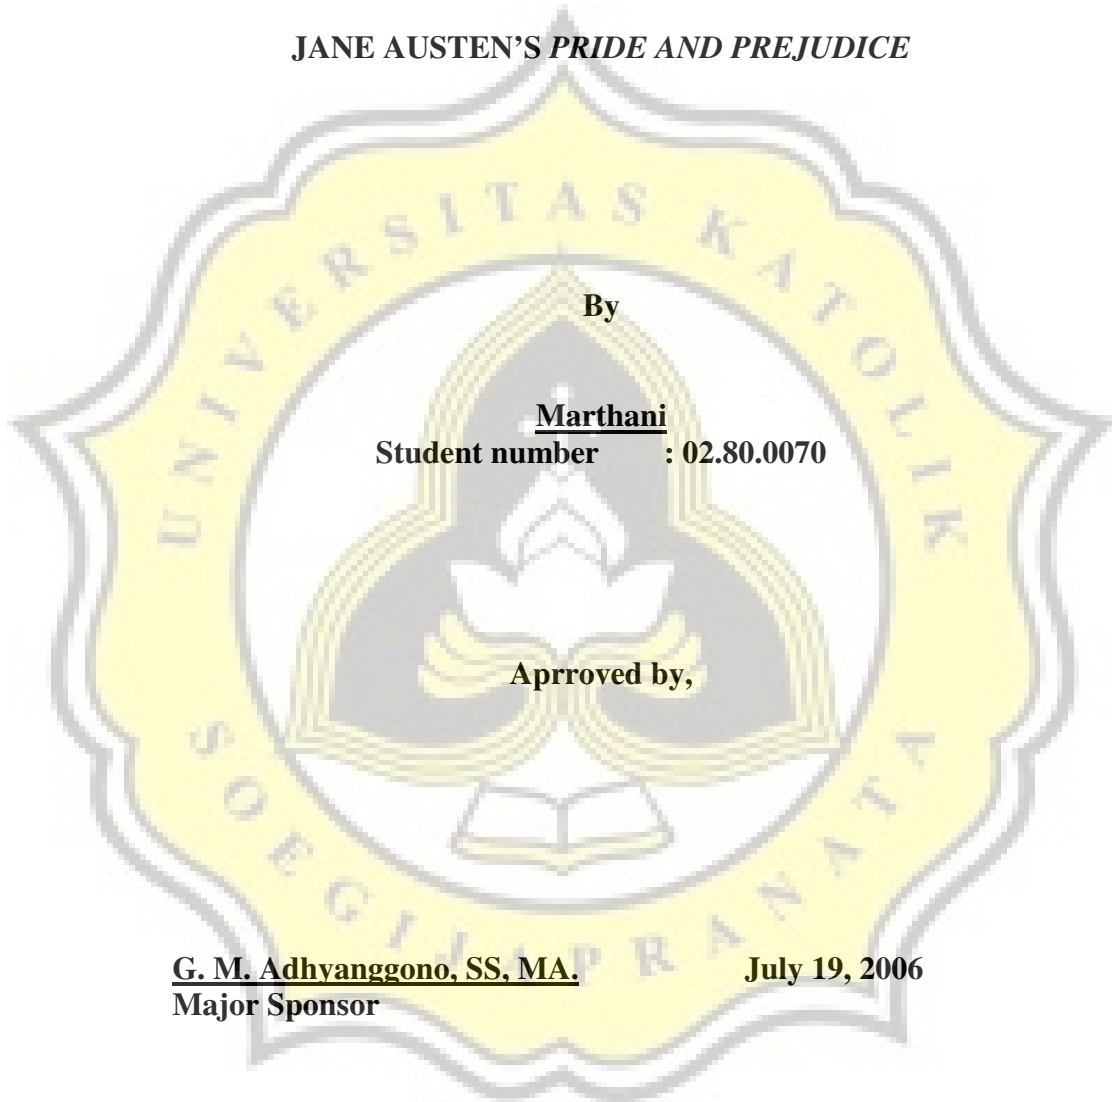 JANE AUSTEN'S PRIDE AND PREJUDICE
UNIVERSITAS KATOLIK
By
Marthani
Student number : 02.80.0070
Aprroved by,
SOEGIJAPRANATA
G. M. Adhyanggono, SS, MA. July 19, 2006
Major Sponsor